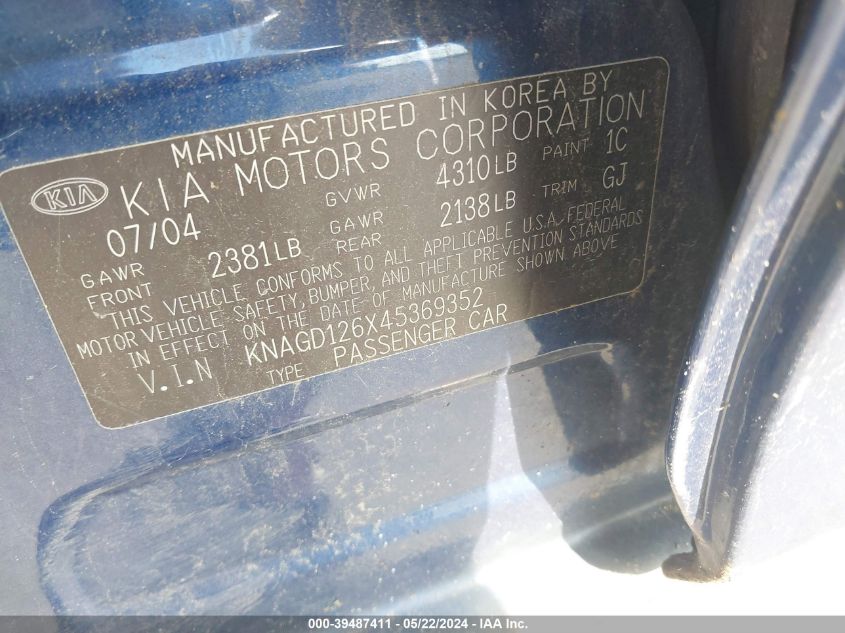 MANUFACTURED IN KOREA BY
KIA KIA MOTORS CORPORATION
07/04 GVWR 4310LB PAINT 1C
GAWR FRONT 2381LB GAWR REAR 2138LB TRIM GJ
THIS VEHICLE CONFORMS TO ALL APPLICABLE U.S.A. FEDERAL
MOTOR VEHICLE SAFETY, BUMPER, AND THEFT PREVENTION STANDARDS
IN EFFECT ON THE DATE OF MANUFACTURE SHOWN ABOVE
V.I.N KNAGD126X45369352
TYPE PASSENGER CAR
000-39487411 - 05/22/2024 - IAA Inc.